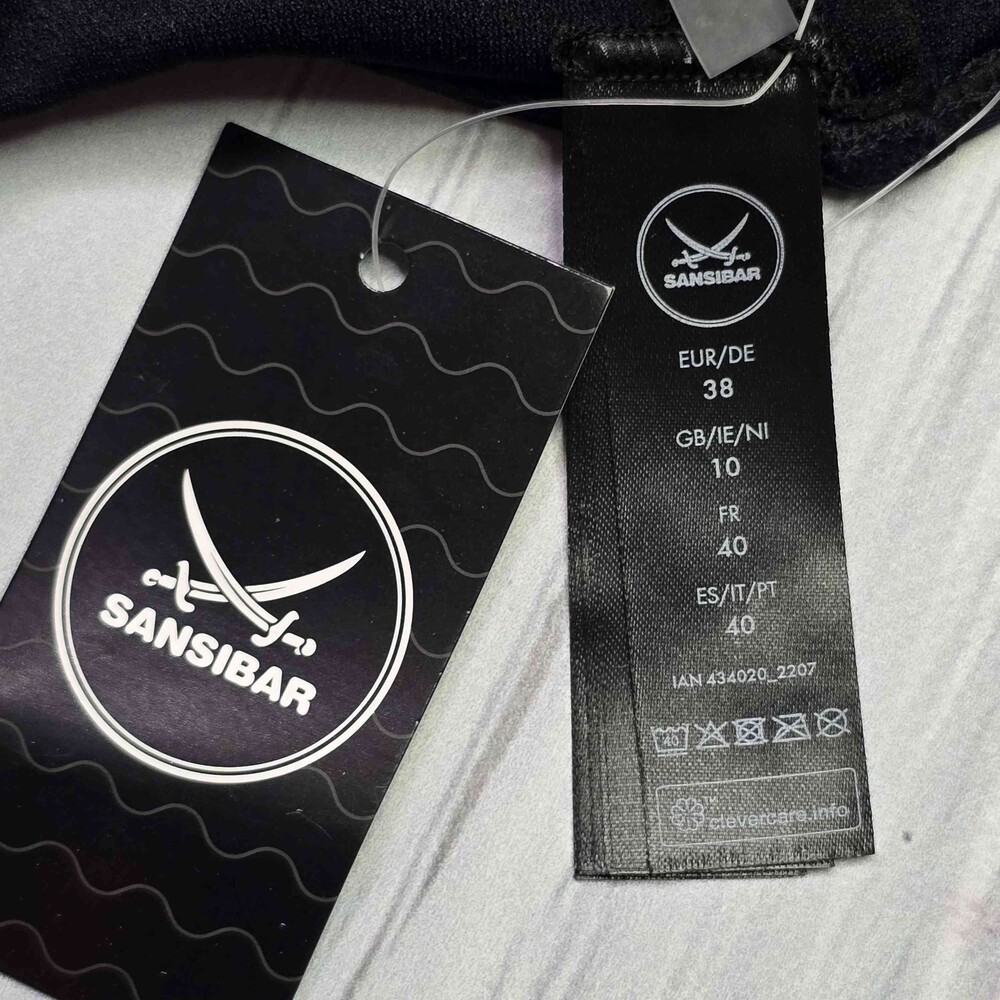 SANSIBAR
SANSIBAR
EUR/DE
38
GB/IE/NI
10
FR
40
ES/IT/PT
40
IAN 434020_2207
40
clevercare.info